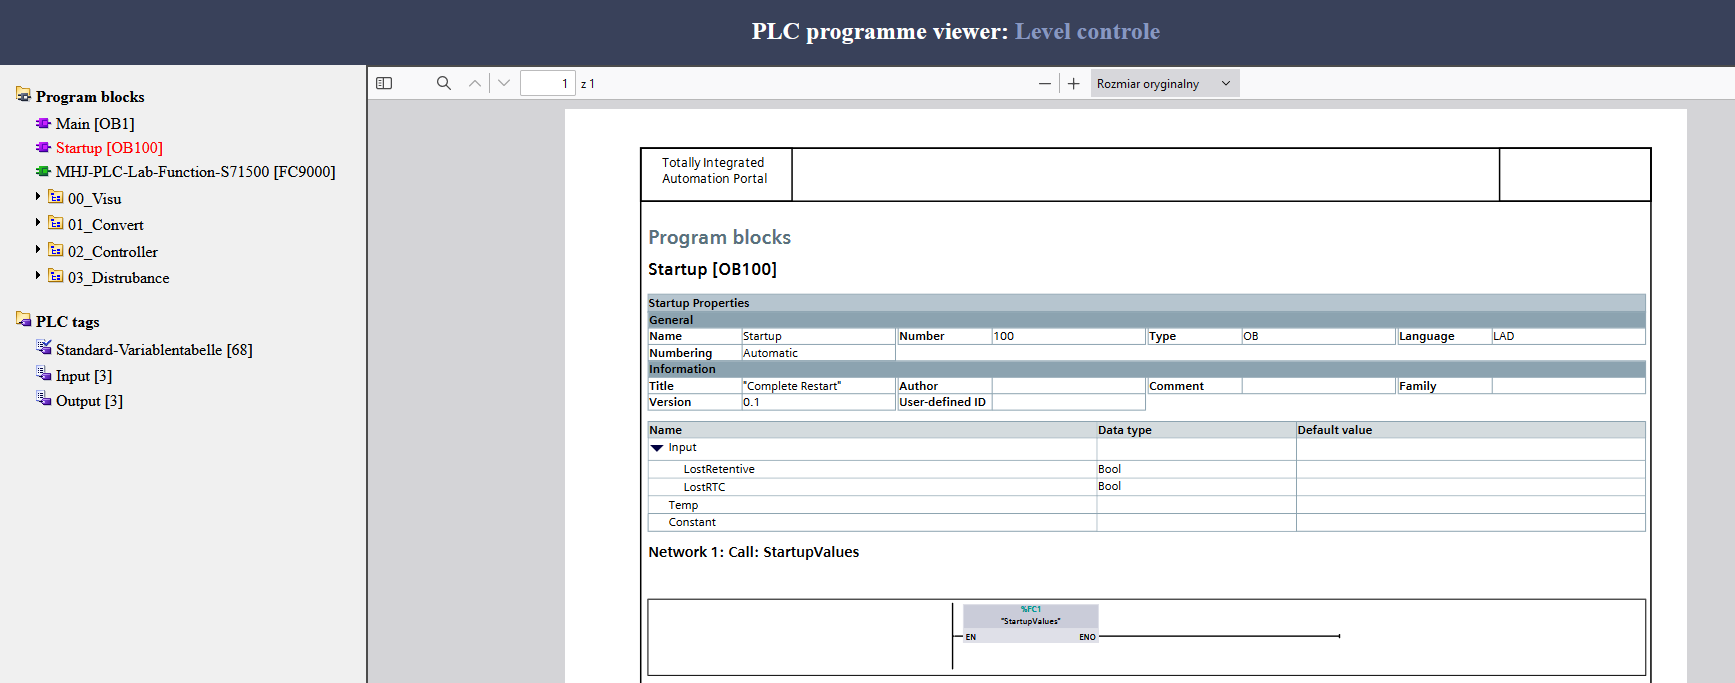 PLC programme viewer: Level controle
Program blocks
Main [OB1]
Startup [OB100]
MHJ-PLC-Lab-Function-S71500 [FC9000]
00_Visu
01_Convert
02_Controller
03_Distrubance
PLC tags
Standard-Variablentabelle [68]
Input [3]
Output [3]
1 z 1
Rozmiar oryginalny
Totally Integrated
Automation Portal
Program blocks
Startup [OB100]
Startup Properties
General
Name Startup Number 100 Type OB Language LAD
Numbering Automatic
Information
Title "Complete Restart" Author Comment Family
Version 0.1 User-defined ID
Name Data type Default value
Input
LostRetentive Bool
LostRTC Bool
Temp
Constant
Network 1: Call: StartupValues
%FC1
"StartupValues"
EN ENO